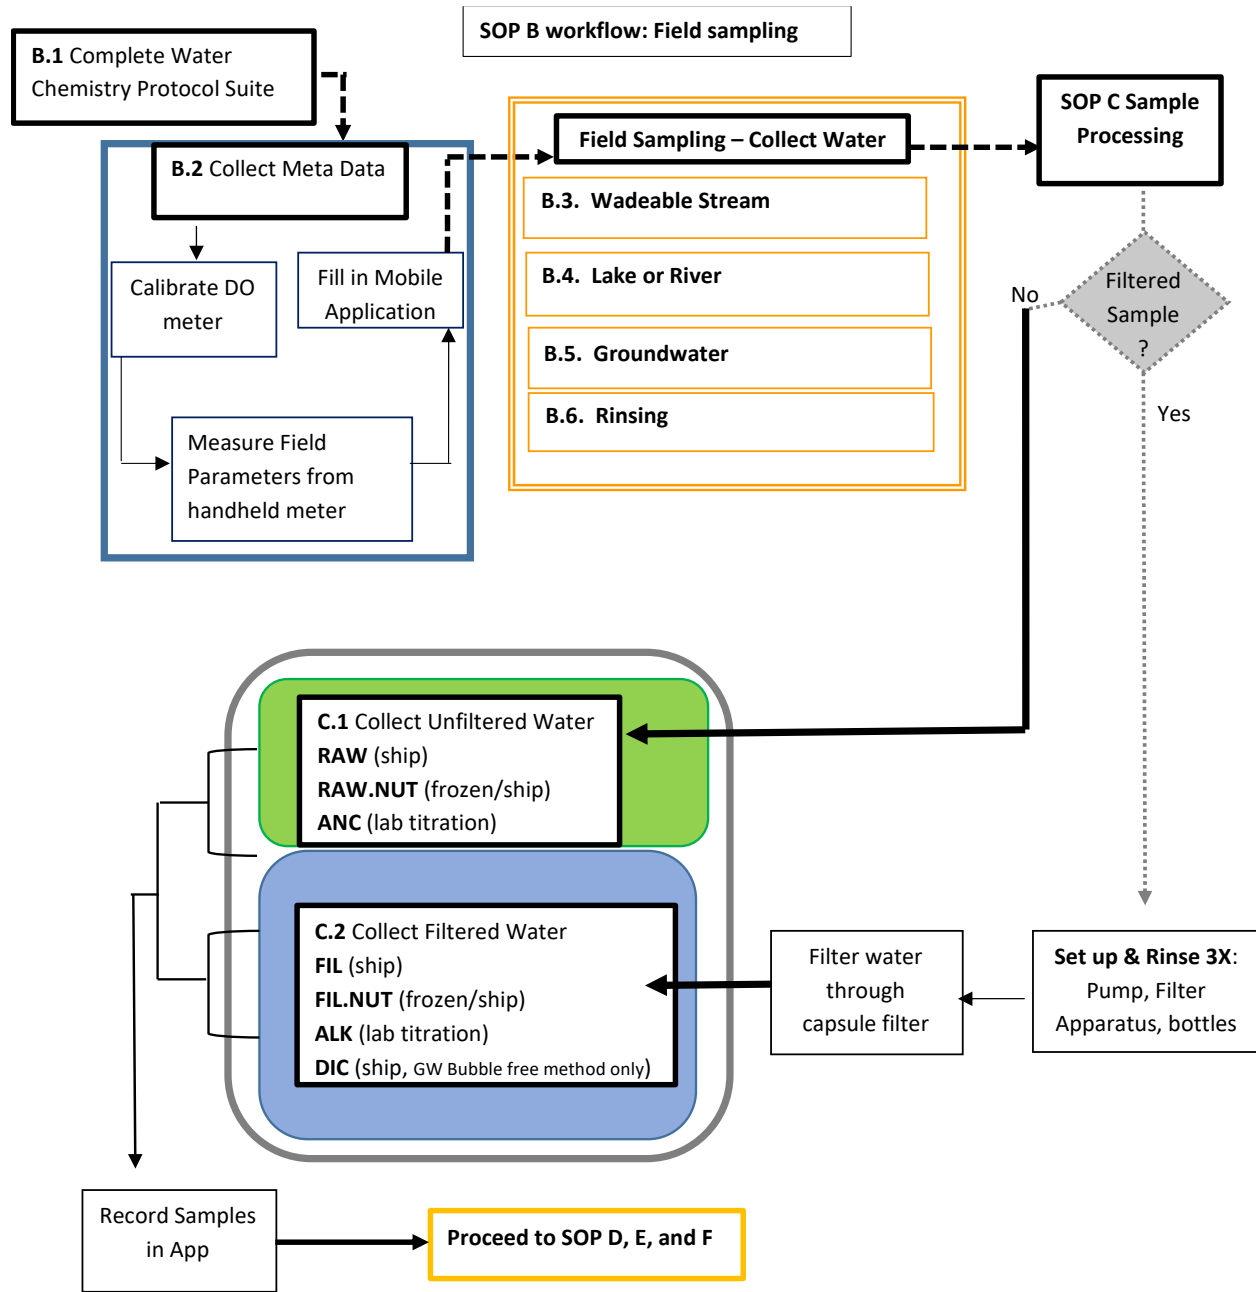 SOP B workflow: Field sampling
B.1 Complete Water
Chemistry Protocol Suite
B.2 Collect Meta Data
Calibrate DO
meter
Fill in Mobile
Application
Measure Field
Parameters from
handheld meter
Field Sampling – Collect Water
B.3.  Wadeable Stream
B.4.  Lake or River
B.5.  Groundwater
B.6.  Rinsing
SOP C Sample
Processing
Filtered
Sample
?
No
Yes
C.1 Collect Unfiltered Water
RAW (ship)
RAW.NUT (frozen/ship)
ANC (lab titration)
C.2 Collect Filtered Water
FIL (ship)
FIL.NUT (frozen/ship)
ALK (lab titration)
DIC (ship, GW Bubble free method only)
Filter water
through
capsule filter
Set up & Rinse 3X:
Pump, Filter
Apparatus, bottles
Record Samples
in App
Proceed to SOP D, E, and F